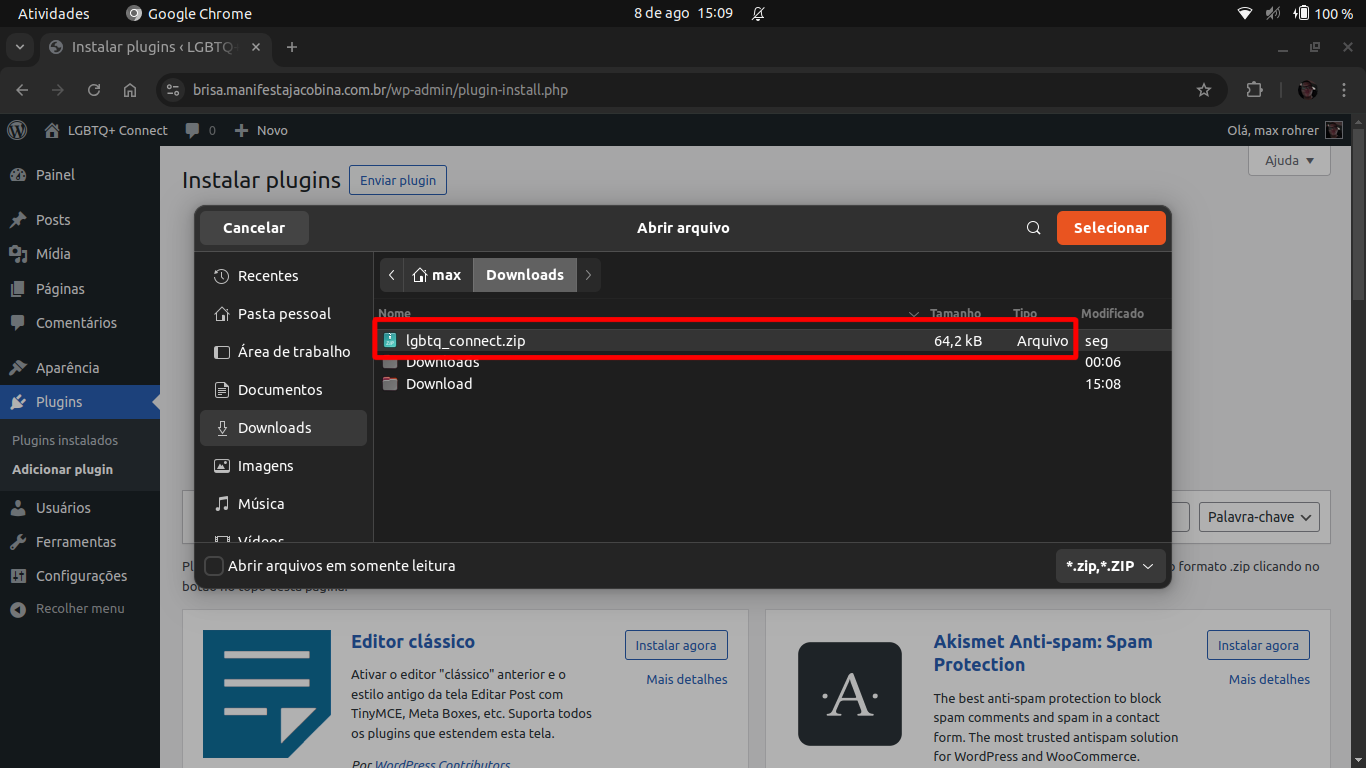 Atividades
Google Chrome
8 de ago 15:09
100 %
Instalar plugins ‹ LGBTQ+
brisa.manifestajacobina.com.br/wp-admin/plugin-install.php
LGBTQ+ Connect
0
Novo
Olá, max rohrer
Painel
Posts
Mídia
Páginas
Comentários
Aparência
Plugins
Plugins instalados
Adicionar plugin
Usuários
Ferramentas
Configurações
Recolher menu
Instalar plugins
Enviar plugin
Ajuda
Cancelar
Abrir arquivo
Selecionar
Recentes
Pasta pessoal
Área de trabalho
Documentos
Downloads
Imagens
Música
Vídeos
max
Downloads
Nome
Tamanho
Tipo
Modificado
lgbtq_connect.zip
64,2 kB
Arquivo
seg
Downloads
00:06
Download
15:08
Abrir arquivos em somente leitura
*.zip,*.ZIP
Palavra-chave
formato .zip clicando no
botão no topo desta página.
Editor clássico
Instalar agora
Mais detalhes
Ativar o editor "clássico" anterior e o
estilo antigo da tela Editar Post com
TinyMCE, Meta Boxes, etc. Suporta todos
os plugins que estendem esta tela.
Por WordPress Contributors
A
Akismet Anti-spam: Spam
Protection
Instalar agora
Mais detalhes
The best anti-spam protection to block
spam comments and spam in a contact
form. The most trusted antispam solution
for WordPress and WooCommerce.